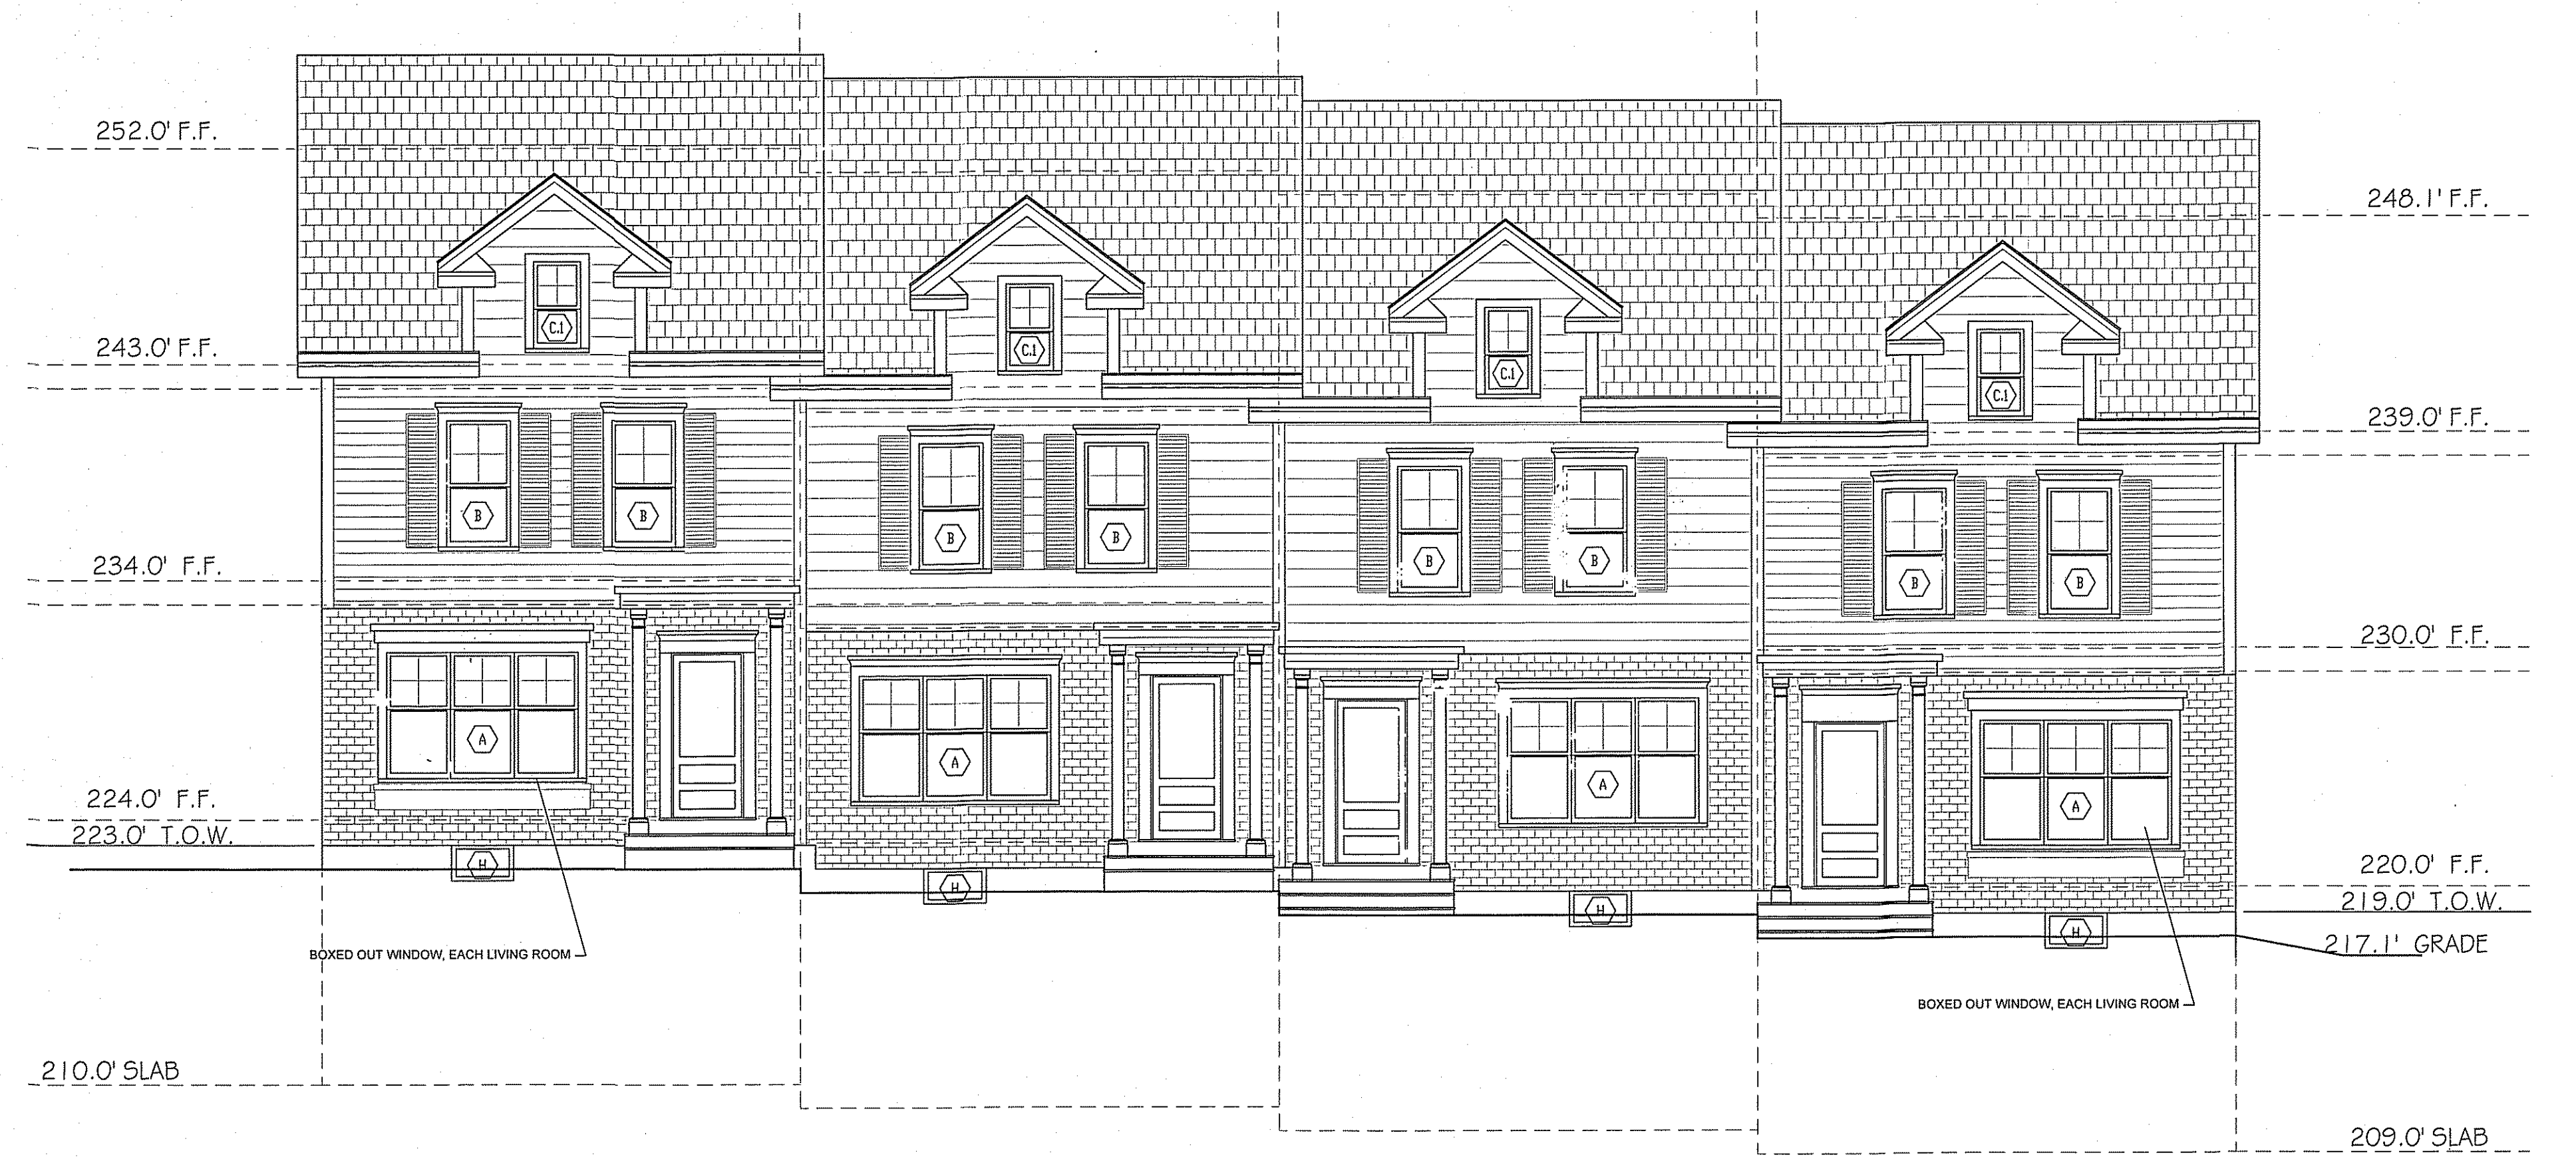 252.0' F.F.
248.1' F.F.
C.1
C.1
243.0' F.F.
C.1
C.1
239.0' F.F.
B
B
B
B
B
B
234.0' F.F.
B
B
230.0' F.F.
A
A
A
224.0' F.F.
A
223.0' T.O.W.
H
220.0' F.F.
H
219.0' T.O.W.
H
H
217.1' GRADE
BOXED OUT WINDOW, EACH LIVING ROOM
BOXED OUT WINDOW, EACH LIVING ROOM
210.0' SLAB
209.0' SLAB